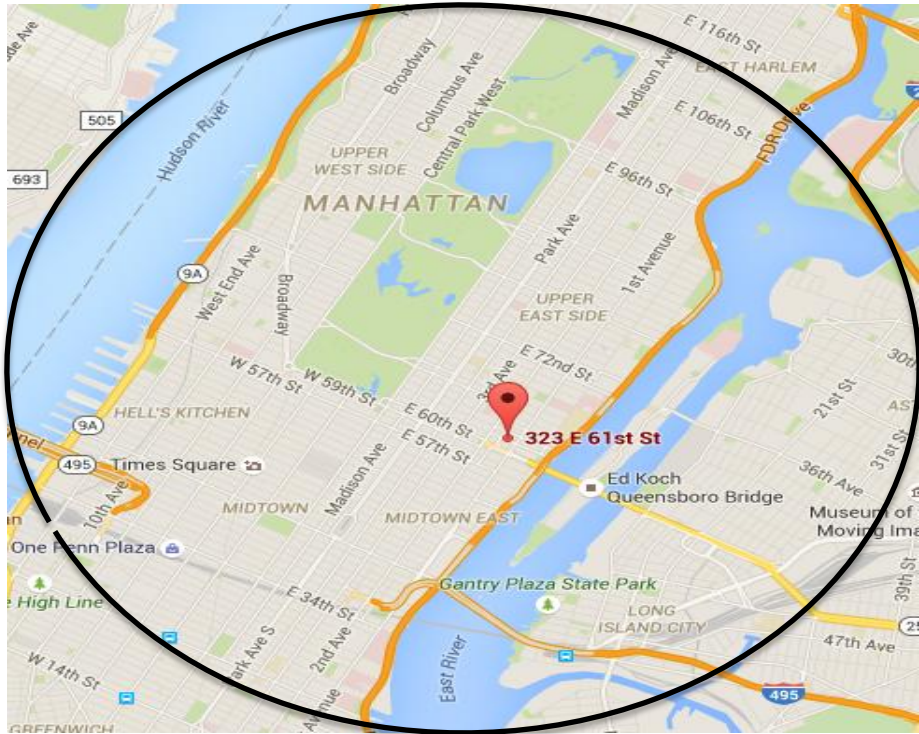 E 116th St
Broadway
Columbus Ave
Central Park West
Madison Ave
EAST HARLEM
505
Hudson River
E 106th St
FDR Drive
UPPER
WEST SIDE
E 96th St
693
MANHATTAN
Park Ave
1st Avenue
9A
West End Ave
Broadway
UPPER
EAST SIDE
E 72nd St
3rd Ave
30th
W 57th St
W 59th St
21st St
AS
HELL'S KITCHEN
E 60th St
9A
E 57th St
323 E 61st St
31st St
nel
495
Times Square
Madison Ave
36th Ave
Ed Koch
Queensboro Bridge
10th Ave
MIDTOWN
MIDTOWN EAST
Museum of
Moving Ima
One Penn Plaza
Gantry Plaza State Park
39th St
e High Line
E 34th St
LONG
ISLAND CITY
25
47th Ave
ark Ave S
2nd Ave
W 14th St
East River
495
Avenue
GREENWICH